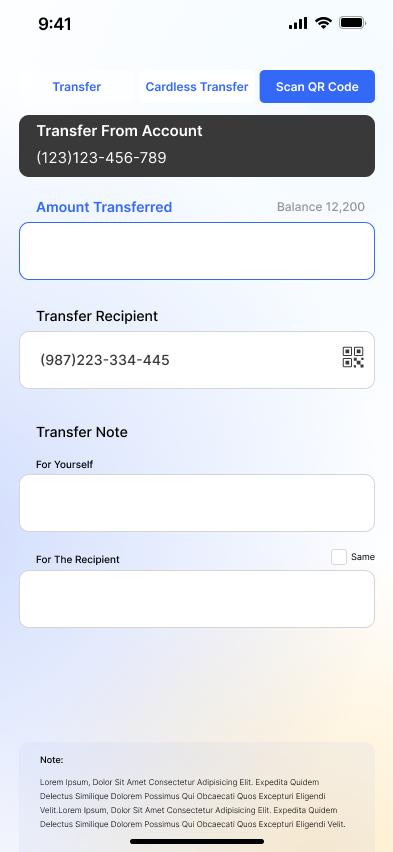 9:41
Transfer
Cardless Transfer
Scan QR Code
Transfer From Account
(123)123-456-789
Amount Transferred
Balance 12,200
Transfer Recipient
(987)223-334-445
Transfer Note
For Yourself
For The Recipient
Same
Note:
Lorem Ipsum, Dolor Sit Amet Consectetur Adipisicing Elit. Expedita Quidem
Delectus Similique Dolorem Possimus Qui Obcaecati Quos Excepturi Eligendi
Velit.Lorem Ipsum, Dolor Sit Amet Consectetur Adipisicing Elit. Expedita Quidem
Delectus Similique Dolorem Possimus Qui Obcaecati Quos Excepturi Eligendi Velit.